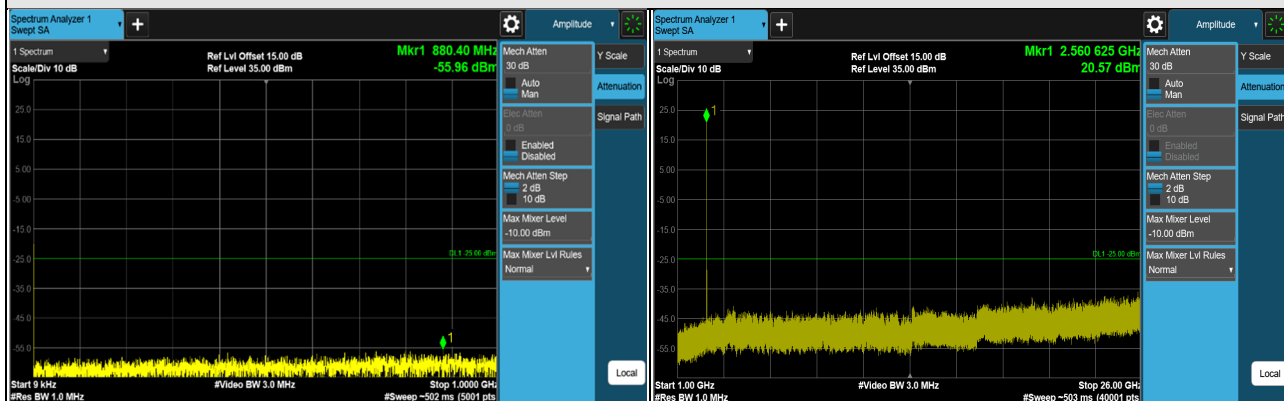 Spectrum Analyzer 1
Swept SA
+
Amplitude
1 Spectrum
Scale/Div 10 dB
Ref Lvl Offset 15.00 dB
Ref Level 35.00 dBm
Mkr1 880.40 MHz
-55.96 dBm
Log
25.0
15.0
5.00
-5.00
-15.0
-25.0
-35.0
-45.0
-55.0
DL1 -25.00 dBm
1
Start 9 kHz
#Res BW 1.0 MHz
#Video BW 3.0 MHz
Stop 1.0000 GHz
#Sweep ~502 ms (5001 pts
Mech Atten
30 dB
Auto
Man
Elec Atten
0 dB
Enabled
Disabled
Mech Atten Step
2 dB
10 dB
Max Mixer Level
-10.00 dBm
Max Mixer Lvl Rules
Normal
Y Scale
Attenuation
Signal Path
Local
Spectrum Analyzer 1
Swept SA
+
Amplitude
1 Spectrum
Scale/Div 10 dB
Ref Lvl Offset 15.00 dB
Ref Level 35.00 dBm
Mkr1 2.560 625 GHz
20.57 dBm
Log
25.0
15.0
5.00
-5.00
-15.0
-25.0
-35.0
-45.0
-55.0
1
DL1 -25.00 dBm
Start 1.00 GHz
#Res BW 1.0 MHz
#Video BW 3.0 MHz
Stop 26.00 GHz
#Sweep ~503 ms (40001 pts
Mech Atten
30 dB
Auto
Man
Elec Atten
0 dB
Enabled
Disabled
Mech Atten Step
2 dB
10 dB
Max Mixer Level
-10.00 dBm
Max Mixer Lvl Rules
Normal
Y Scale
Attenuation
Signal Path
Local